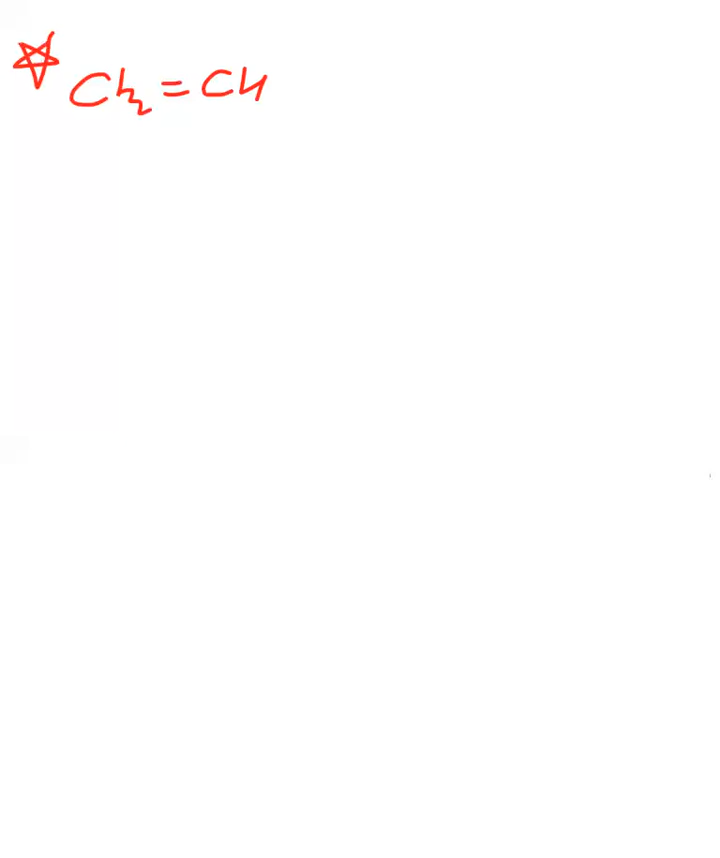 CH₂ = CH